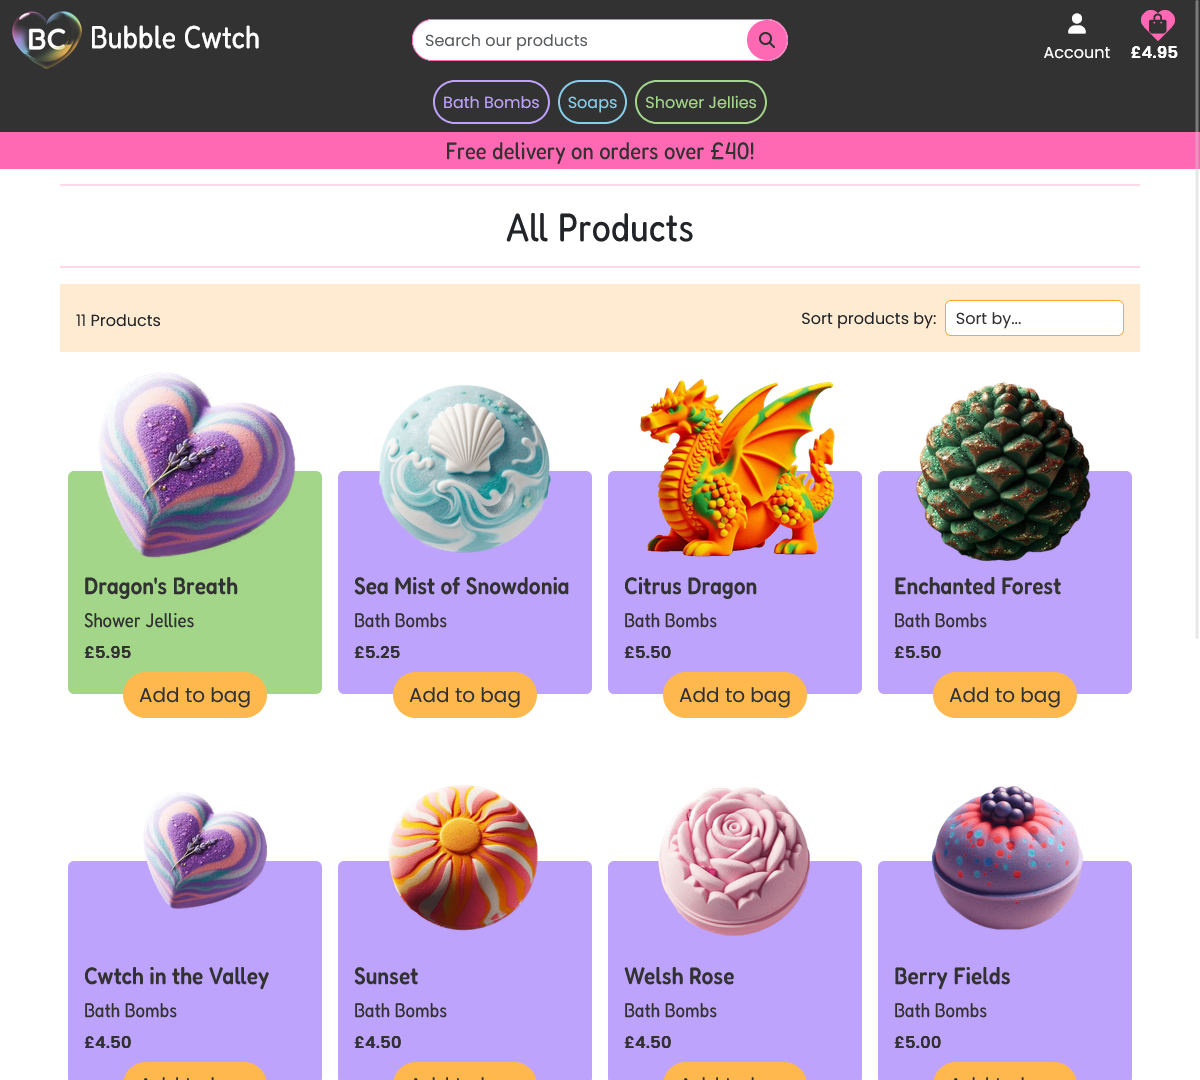 BC Bubble Cwtch
Search our products
Account
£4.95
Bath Bombs Soaps Shower Jellies
Free delivery on orders over £40!
All Products
11 Products
Sort products by: Sort by...
Dragon's Breath
Shower Jellies
£5.95
Add to bag
Sea Mist of Snowdonia
Bath Bombs
£5.25
Add to bag
Citrus Dragon
Bath Bombs
£5.50
Add to bag
Enchanted Forest
Bath Bombs
£5.50
Add to bag
Cwtch in the Valley
Bath Bombs
£4.50
Sunset
Bath Bombs
£4.50
Welsh Rose
Bath Bombs
£4.50
Berry Fields
Bath Bombs
£5.00